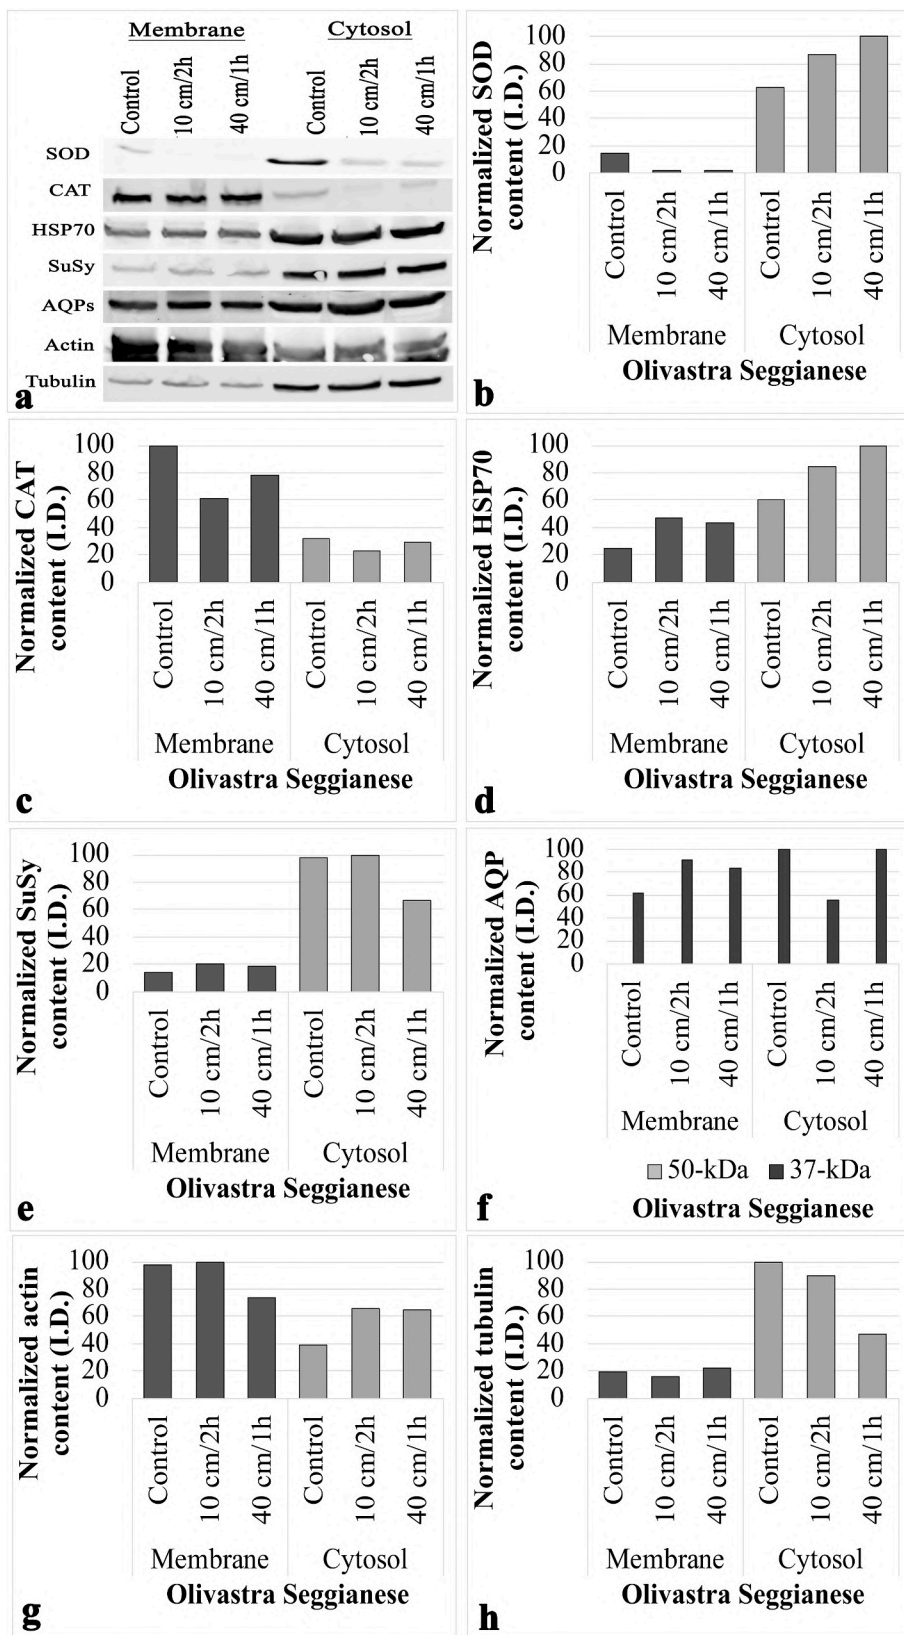 Membrane Cytosol
Control 10 cm/2h 40 cm/1h Control 10 cm/2h 40 cm/1h
SOD
CAT
HSP70
SuSy
AQPs
Actin
Tubulin
a
Normalized SOD
content (I.D.)
100
80
60
40
20
0
Control 10 cm/2h 40 cm/1h Control 10 cm/2h 40 cm/1h
Membrane Cytosol
Olivastra Seggianese
b
Normalized CAT
content (I.D.)
100
80
60
40
20
0
Control 10 cm/2h 40 cm/1h Control 10 cm/2h 40 cm/1h
Membrane Cytosol
Olivastra Seggianese
c
Normalized HSP70
content (I.D.)
100
80
60
40
20
0
Control 10 cm/2h 40 cm/1h Control 10 cm/2h 40 cm/1h
Membrane Cytosol
Olivastra Seggianese
d
Normalized SuSy
content (I.D.)
100
80
60
40
20
0
Control 10 cm/2h 40 cm/1h Control 10 cm/2h 40 cm/1h
Membrane Cytosol
Olivastra Seggianese
e
Normalized AQP
content (I.D.)
100
80
60
40
20
0
Control 10 cm/2h 40 cm/1h Control 10 cm/2h 40 cm/1h
Membrane Cytosol
50-kDa 37-kDa
Olivastra Seggianese
f
Normalized actin
content (I.D.)
100
80
60
40
20
0
Control 10 cm/2h 40 cm/1h Control 10 cm/2h 40 cm/1h
Membrane Cytosol
Olivastra Seggianese
g
Normalized tubulin
content (I.D.)
100
80
60
40
20
0
Control 10 cm/2h 40 cm/1h Control 10 cm/2h 40 cm/1h
Membrane Cytosol
Olivastra Seggianese
h